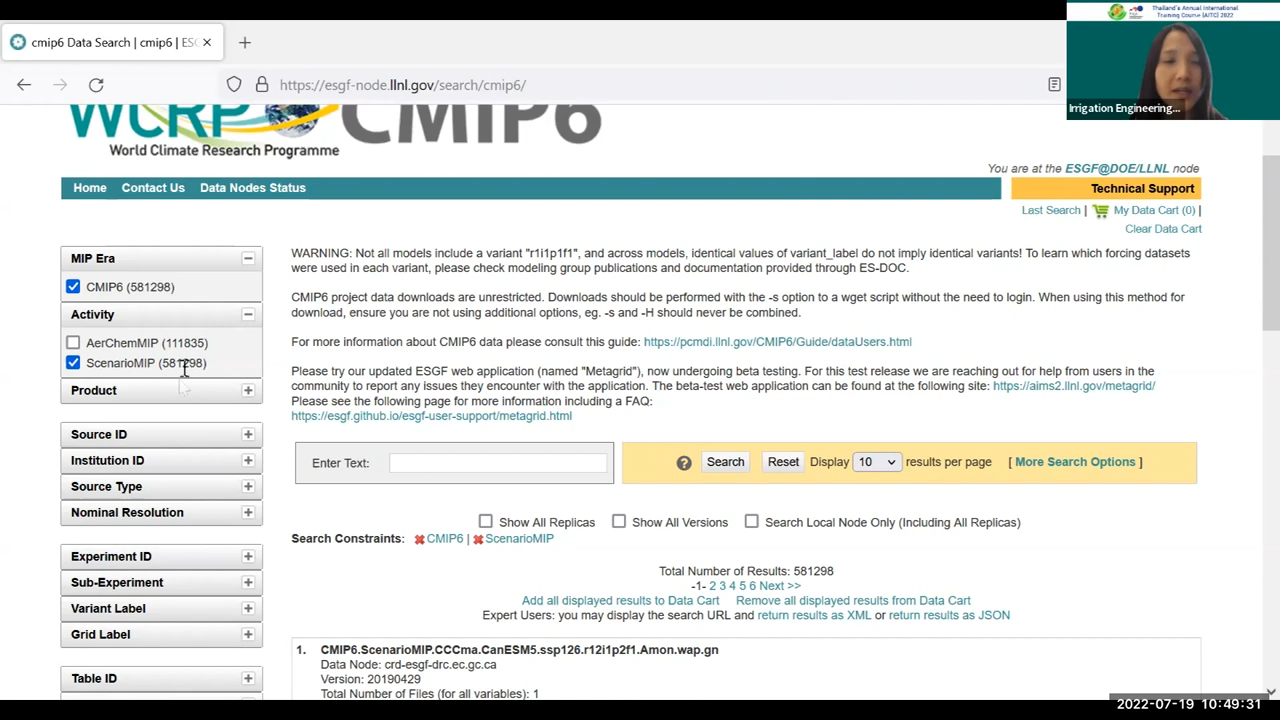 Thailand's Annual International
Training Course (AITC) 2022
Irrigation Engineering...
cmip6 Data Search | cmip6 | ES
https://esgf-node.llnl.gov/search/cmip6/
WCRP CMIP6
World Climate Research Programme
You are at the ESGF@DOE/LLNL node
Home Contact Us Data Nodes Status
Technical Support
Last Search | My Data Cart (0) |
Clear Data Cart
MIP Era
CMIP6 (581298)
Activity
AerChemMIP (111835)
ScenarioMIP (581298)
Product
Source ID
Institution ID
Source Type
Nominal Resolution
Experiment ID
Sub-Experiment
Variant Label
Grid Label
Table ID
WARNING: Not all models include a variant "r1i1p1f1", and across models, identical values of variant_label do not imply identical variants! To learn which forcing datasets
were used in each variant, please check modeling group publications and documentation provided through ES-DOC.
CMIP6 project data downloads are unrestricted. Downloads should be performed with the -s option to a wget script without the need to login. When using this method for
download, ensure you are not using additional options, eg. -s and -H should never be combined.
For more information about CMIP6 data please consult this guide: https://pcmdi.llnl.gov/CMIP6/Guide/dataUsers.html
Please try our updated ESGF web application (named "Metagrid"), now undergoing beta testing. For this test release we are reaching out for help from users in the
community to report any issues they encounter with the application. The beta-test web application can be found at the following site: https://aims2.llnl.gov/metagrid/
Please see the following page for more information including a FAQ:
https://esgf.github.io/esgf-user-support/metagrid.html
Enter Text:
? Search Reset Display 10 results per page [ More Search Options ]
Show All Replicas Show All Versions Search Local Node Only (Including All Replicas)
Search Constraints: CMIP6 | ScenarioMIP
Total Number of Results: 581298
-1- 2 3 4 5 6 Next >>
Add all displayed results to Data Cart Remove all displayed results from Data Cart
Expert Users: you may display the search URL and return results as XML or return results as JSON
1. CMIP6.ScenarioMIP.CCCma.CanESM5.ssp126.r12i1p2f1.Amon.wap.gn
Data Node: crd-esgf-drc.ec.gc.ca
Version: 20190429
Total Number of Files (for all variables): 1
2022-07-19 10:49:31